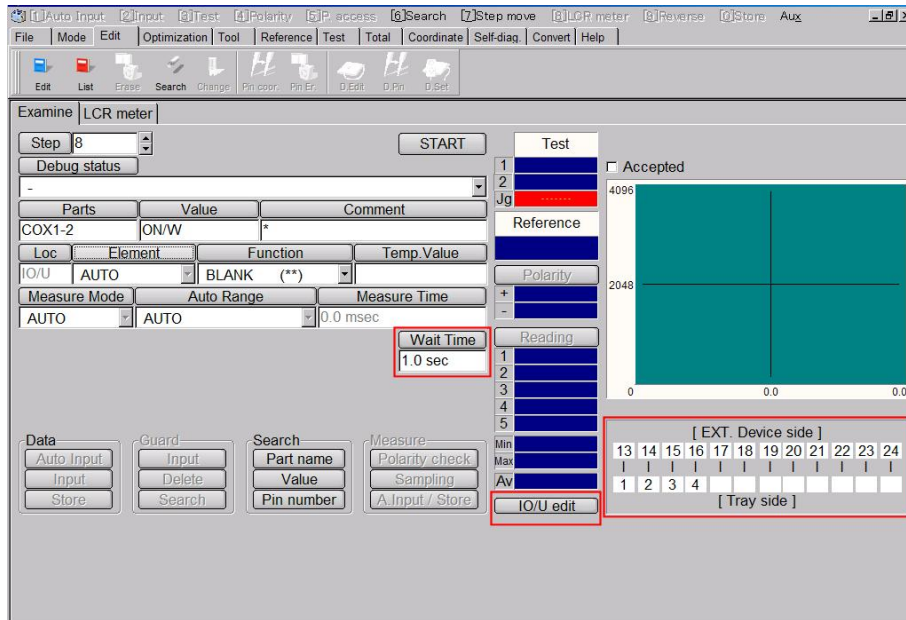 [1]Auto Input [2]Input [3]Test [4]Polarity [5]P. access [6]Search [7]Step move [8]LCR meter [9]Reverse [0]Store Aux
File Mode Edit Optimization Tool Reference Test Total Coordinate Self-diag. Convert Help
Edit List Erase Search Change Pin coor. Pin Er. D.Edit D.Pin D.Set
Examine LCR meter
Step 8 START Test
Debug status 1 Accepted
- 2 4096
Jg -------
Parts Value Comment
COX1-2 ON/W * Reference
Loc Element Function Temp.Value
IO/U AUTO BLANK (**) Polarity
2048
Measure Mode Auto Range Measure Time +
AUTO AUTO 0.0 msec -
Wait Time Reading
1.0 sec 1
2
3 0 0.0 0.0
4
5
[ EXT. Device side ]
Data Guard Search Measure Min
13 14 15 16 17 18 19 20 21 22 23 24
Auto Input Input Part name Polarity check Max
Input Delete Value Sampling Av
1 2 3 4
Store Search Pin number A.Input / Store IO/U edit
[ Tray side ]